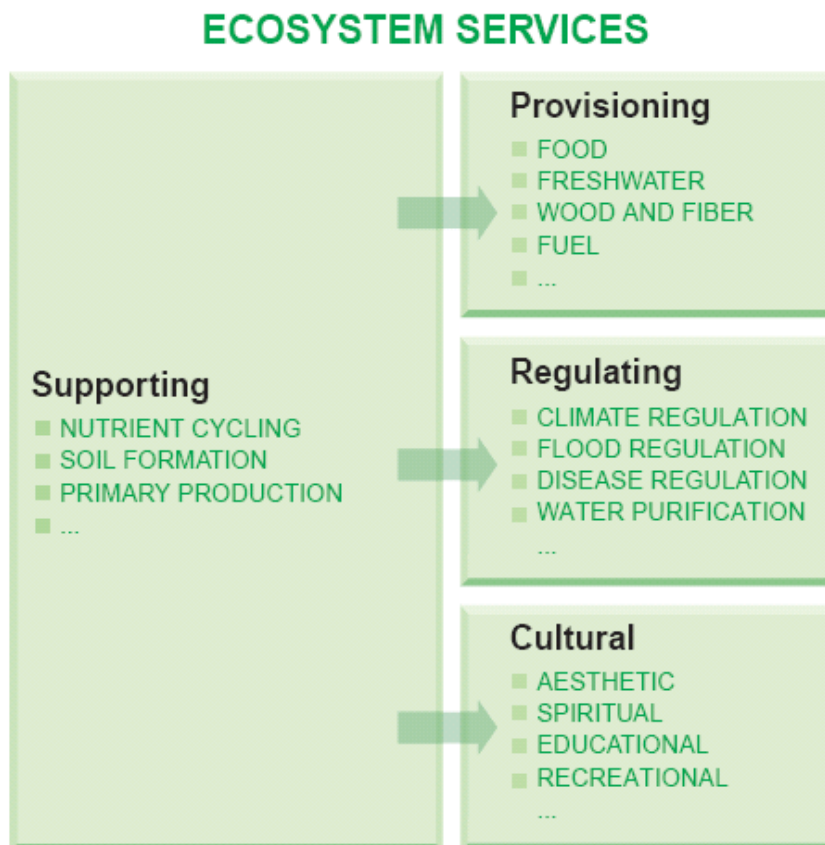 ECOSYSTEM SERVICES
Supporting
NUTRIENT CYCLING
SOIL FORMATION
PRIMARY PRODUCTION
...
Provisioning
FOOD
FRESHWATER
WOOD AND FIBER
FUEL
...
Regulating
CLIMATE REGULATION
FLOOD REGULATION
DISEASE REGULATION
WATER PURIFICATION
...
Cultural
AESTHETIC
SPIRITUAL
EDUCATIONAL
RECREATIONAL
...